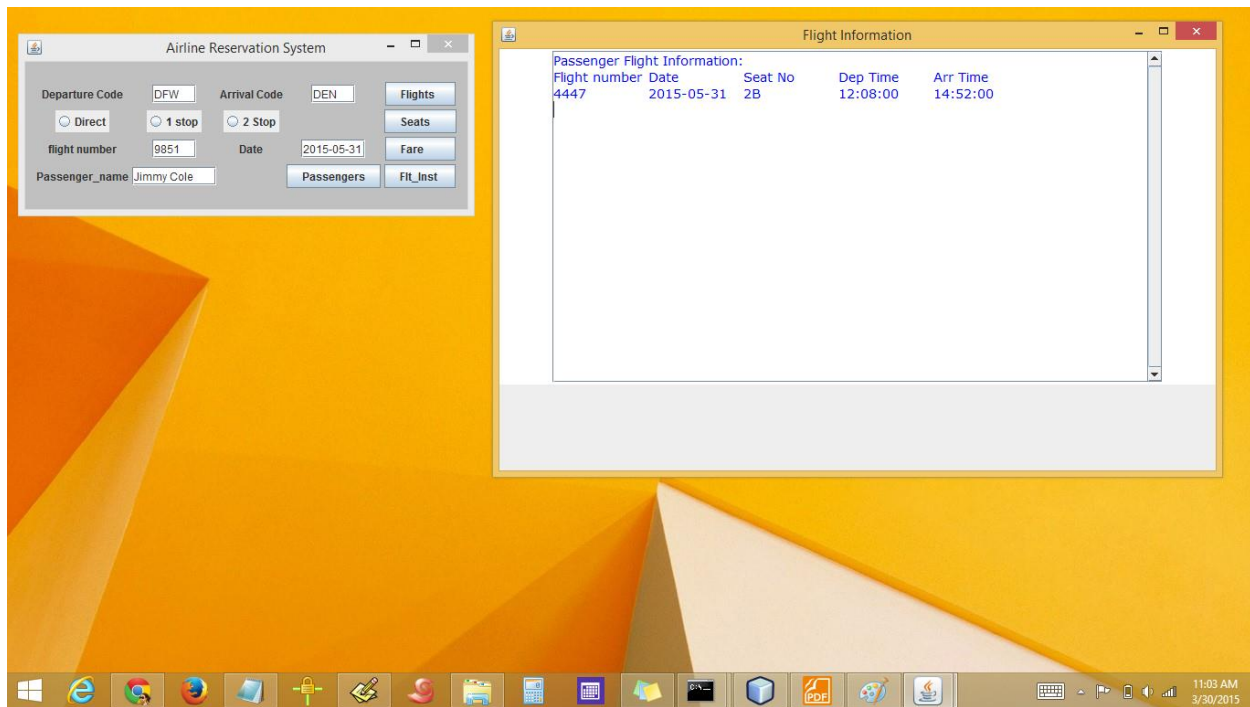 Airline Reservation System
Departure Code DFW Arrival Code DEN Flights
Direct 1 stop 2 Stop Seats
flight number 9851 Date 2015-05-31 Fare
Passenger_name Jimmy Cole Passengers Flt_Inst
Flight Information
Passenger Flight Information:
Flight number Date Seat No Dep Time Arr Time
4447 2015-05-31 2B 12:08:00 14:52:00
C:\
PDF
11:03 AM
3/30/2015